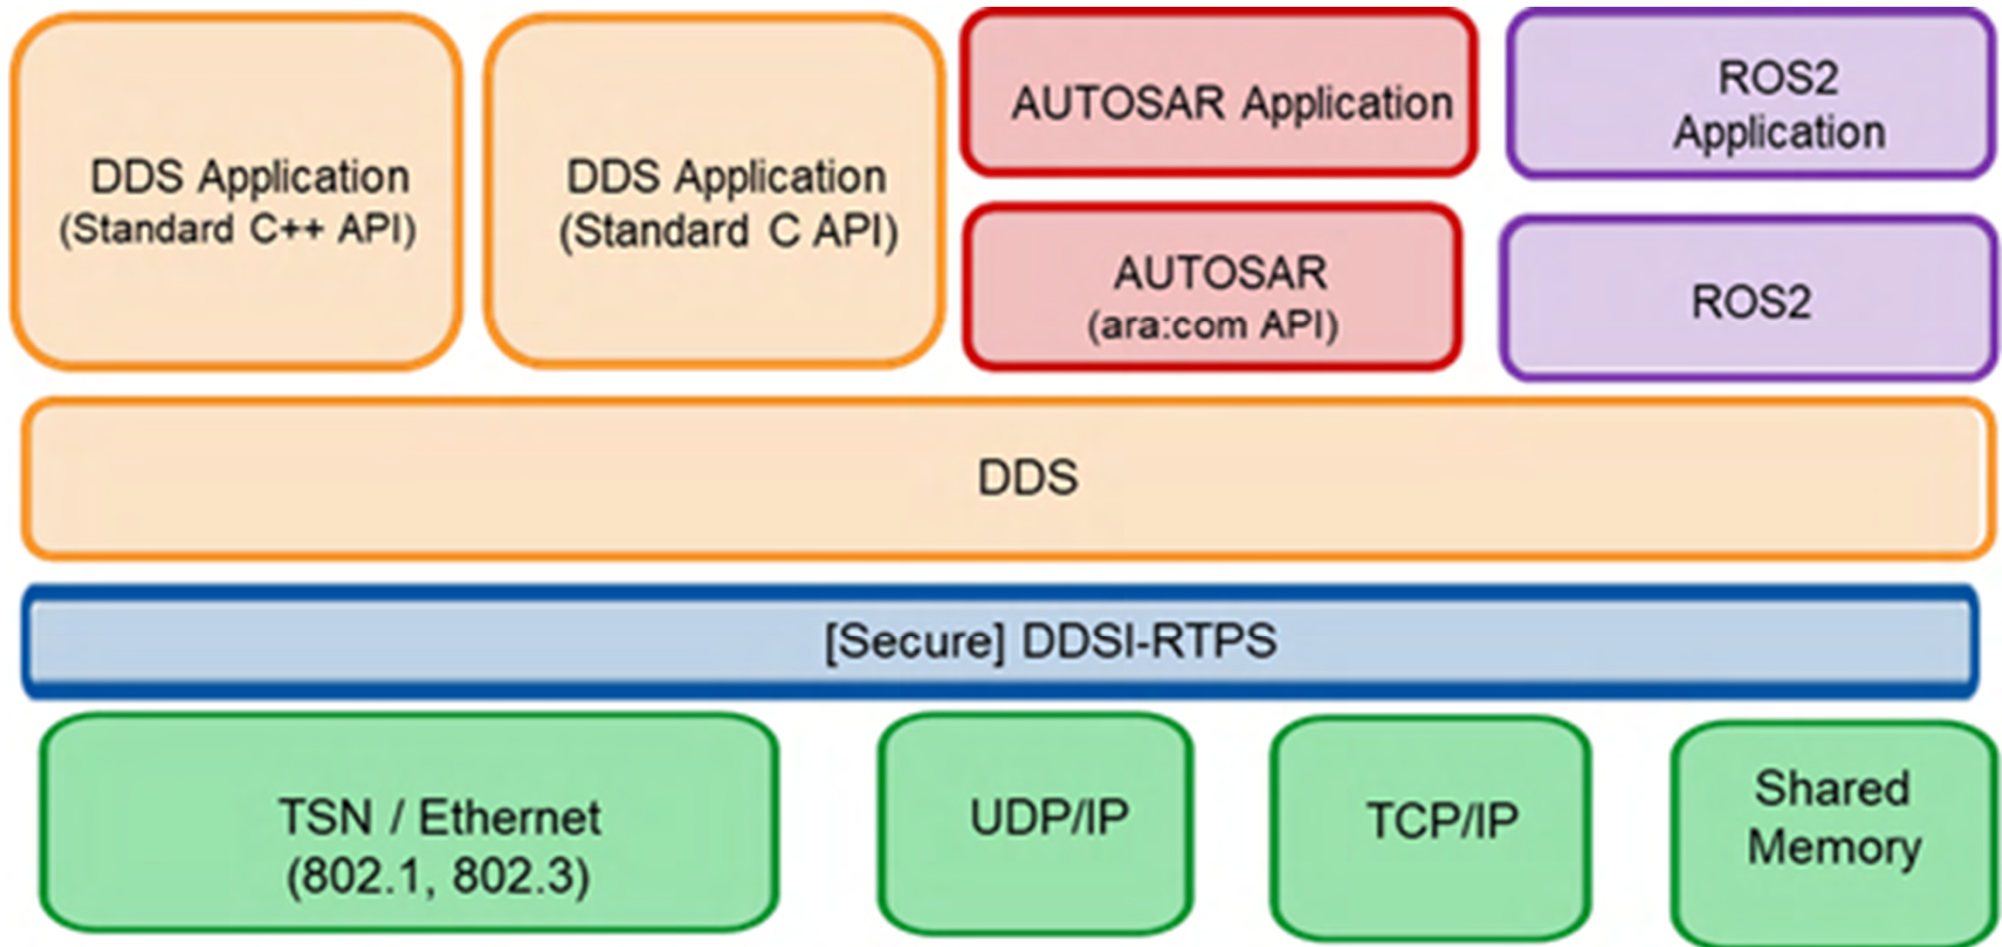 DDS Application
(Standard C++ API)
DDS Application
(Standard C API)
AUTOSAR Application
AUTOSAR
(ara:com API)
ROS2
Application
ROS2
DDS
[Secure] DDSI-RTPS
TSN / Ethernet
(802.1, 802.3)
UDP/IP
TCP/IP
Shared
Memory